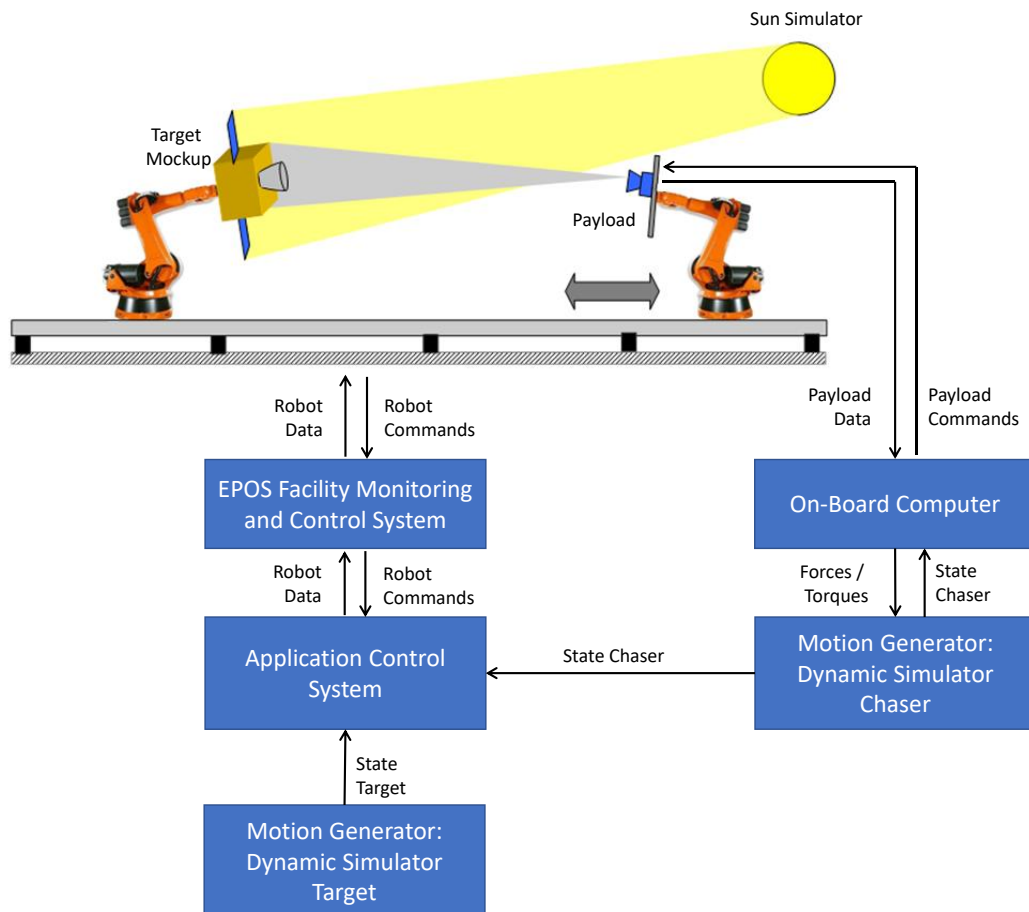 Sun Simulator
Target
Mockup
Payload
Robot
Data
Robot
Commands
Payload
Data
Payload
Commands
EPOS Facility Monitoring
and Control System
On-Board Computer
Robot
Data
Robot
Commands
Forces /
Torques
State
Chaser
Application Control
System
State Chaser
Motion Generator:
Dynamic Simulator
Chaser
State
Target
Motion Generator:
Dynamic Simulator
Target